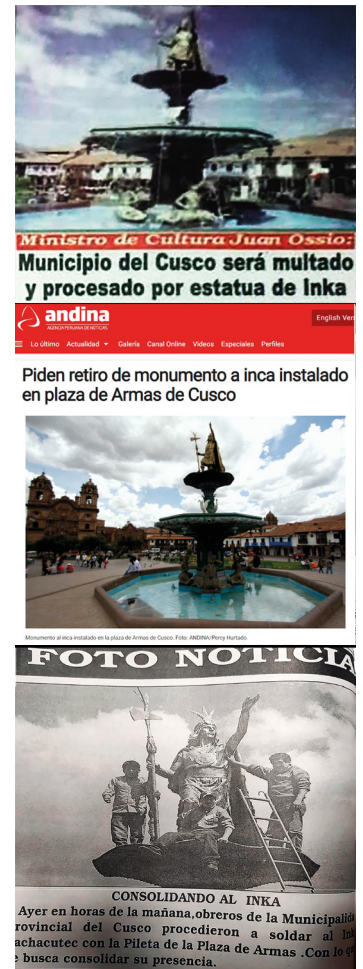 Ministro de Cultura Juan Ossio:
Municipio del Cusco será multado
y procesado por estatua de Inka
andina
AGENCIA PERUANA DE NOTICIAS
English Ver
Lo último Actualidad Galería Canal Online Videos Especiales Perfiles
Piden retiro de monumento a inca instalado
en plaza de Armas de Cusco
Monumento al inca instalado en la plaza de Armas de Cusco. Foto: ANDINA/Percy Hurtado.
FOTO NOTICIA
CONSOLIDANDO AL INKA
Ayer en horas de la mañana,obreros de la Municipalid
rovincial del Cusco procedieron a soldar al Ink
achacutec con la Pileta de la Plaza de Armas .Con lo qu
e busca consolidar su presencia.